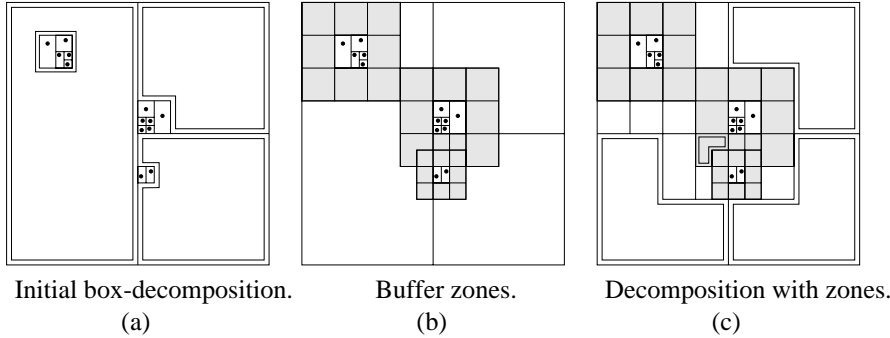 Initial box-decomposition. Buffer zones. Decomposition with zones.
(a) (b) (c)